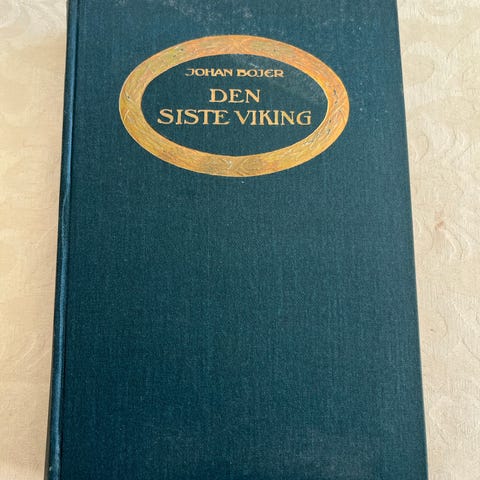 JOHAN BOJER
DEN
SISTE VIKING